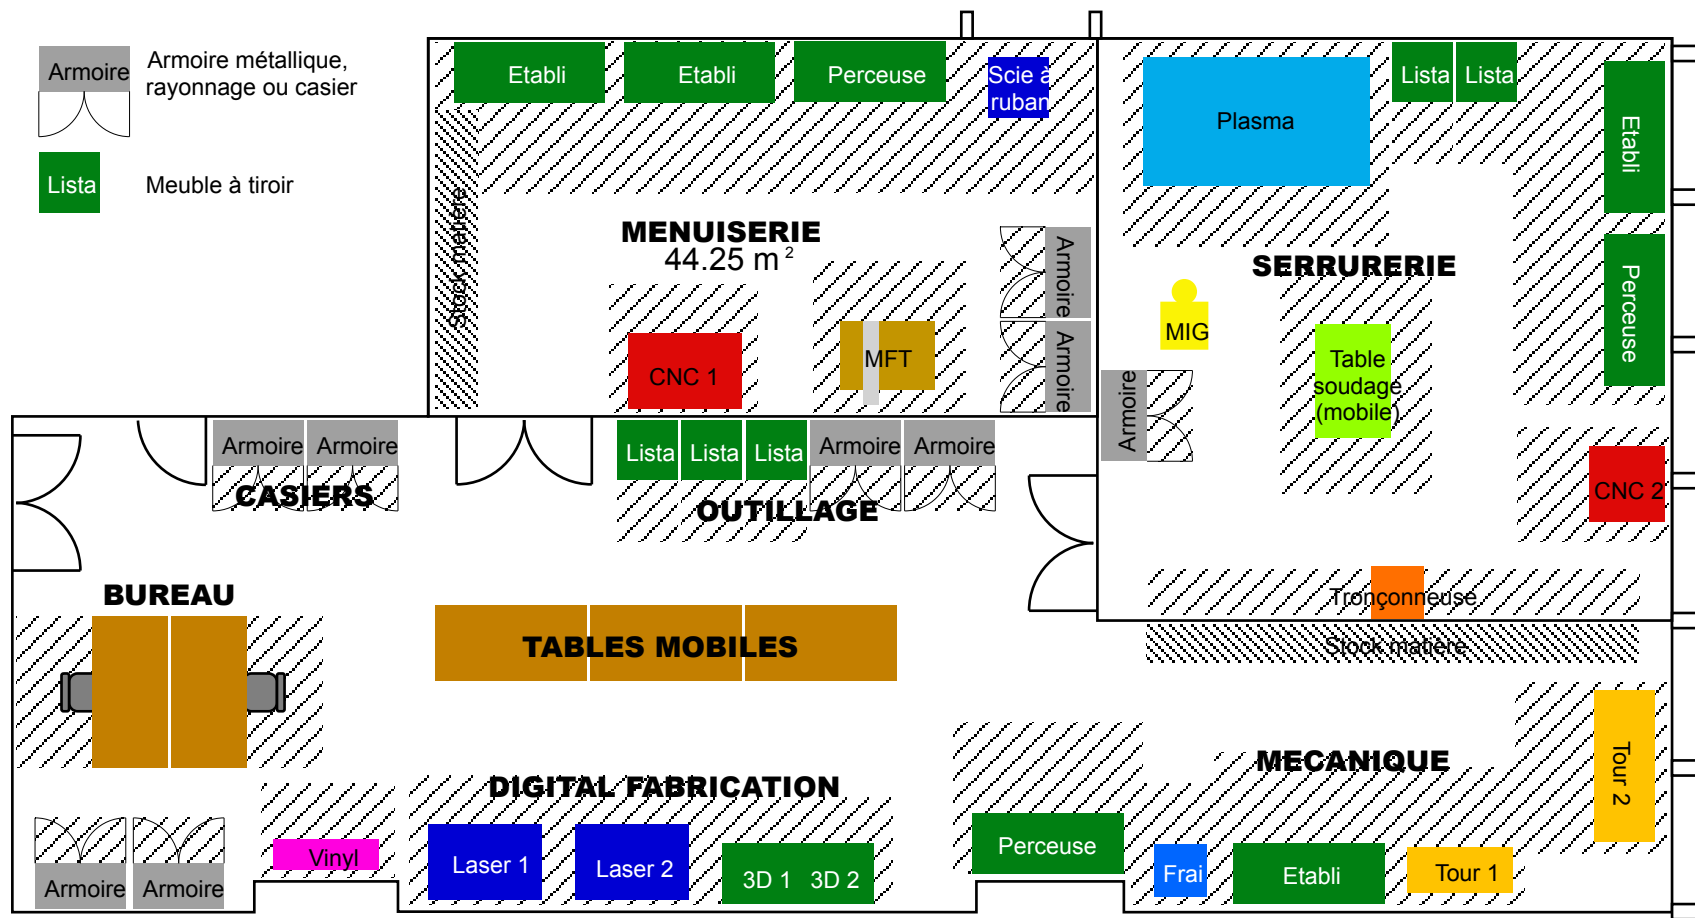 Armoire
Armoire métallique,
rayonnage ou casier
Lista
Meuble à tiroir
Etabli
Etabli
Perceuse
Scie à
ruban
Stock matière
MENUISERIE
44.25 m²
CNC 1
MFT
Armoire
Armoire
Plasma
Lista
Lista
Etabli
Perceuse
SERRURERIE
MIG
Table
soudage
(mobile)
Armoire
CNC 2
Tronçonneuse
Stock matière
Armoire
Armoire
CASIERS
Lista
Lista
Lista
Armoire
Armoire
OUTILLAGE
BUREAU
TABLES MOBILES
DIGITAL FABRICATION
MECANIQUE
Tour 2
Armoire
Armoire
Vinyl
Laser 1
Laser 2
3D 1
3D 2
Perceuse
Frai
Etabli
Tour 1